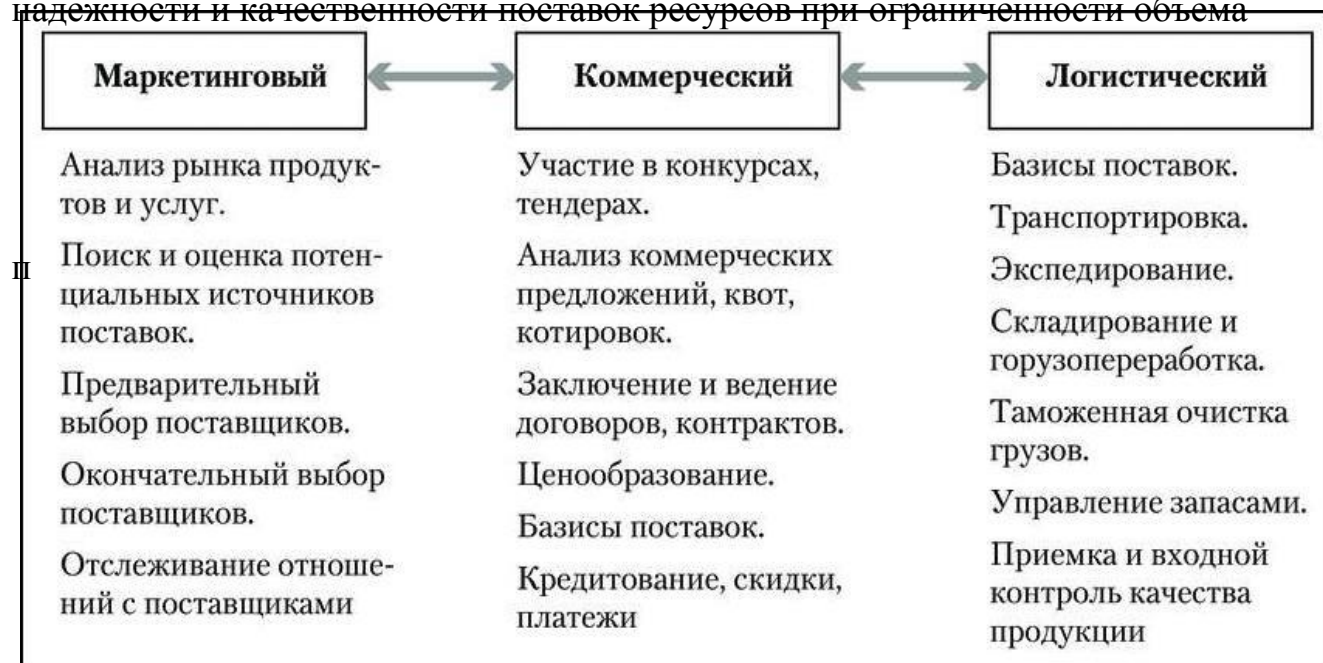 надежности и качественности поставок ресурсов при ограниченности объема
Маркетинговый
Коммерческий
Логистический
п
Анализ рынка продук-
тов и услуг.
Поиск и оценка потен-
циальных источников
поставок.
Предварительный
выбор поставщиков.
Окончательный выбор
поставщиков.
Отслеживание отноше-
ний с поставщиками
Участие в конкурсах,
тендерах.
Анализ коммерческих
предложений, квот,
котировок.
Заключение и ведение
договоров, контрактов.
Ценообразование.
Базисы поставок.
Кредитование, скидки,
платежи
Базисы поставок.
Транспортировка.
Экспедирование.
Складирование и
горузопереработка.
Таможенная очистка
грузов.
Управление запасами.
Приемка и входной
контроль качества
продукции